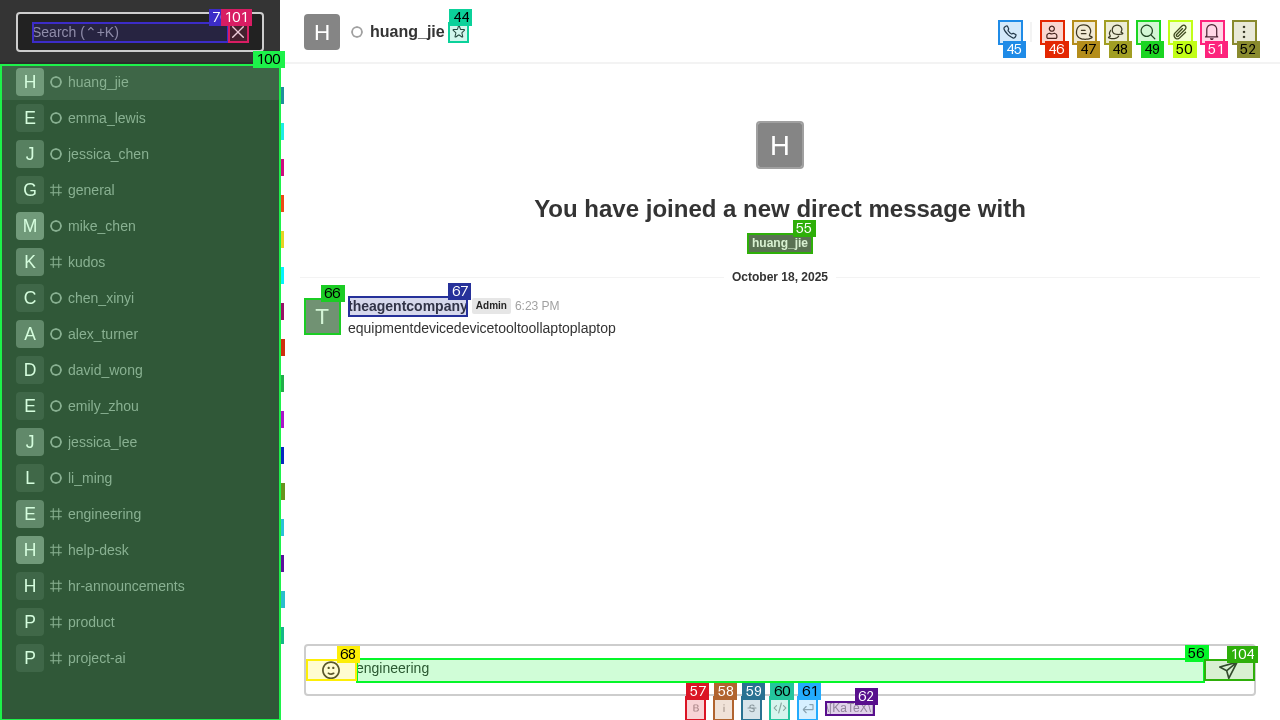 Search (⌃+K)
7
101
100
H huang_jie
E emma_lewis
J jessica_chen
G general
M mike_chen
K kudos
C chen_xinyi
A alex_turner
D david_wong
E emily_zhou
J jessica_lee
L li_ming
E engineering
H help-desk
H hr-announcements
P product
P project-ai
H huang_jie
44
45 46 47 48 49 50 51 52
H
You have joined a new direct message with
55
huang_jie
October 18, 2025
66 67
T theagentcompany Admin 6:23 PM
equipmentdevicedevicetooltoollaptoplaptop
68 56 104
engineering
57 58 59 60 61 62
B i S </> \KaTeX\